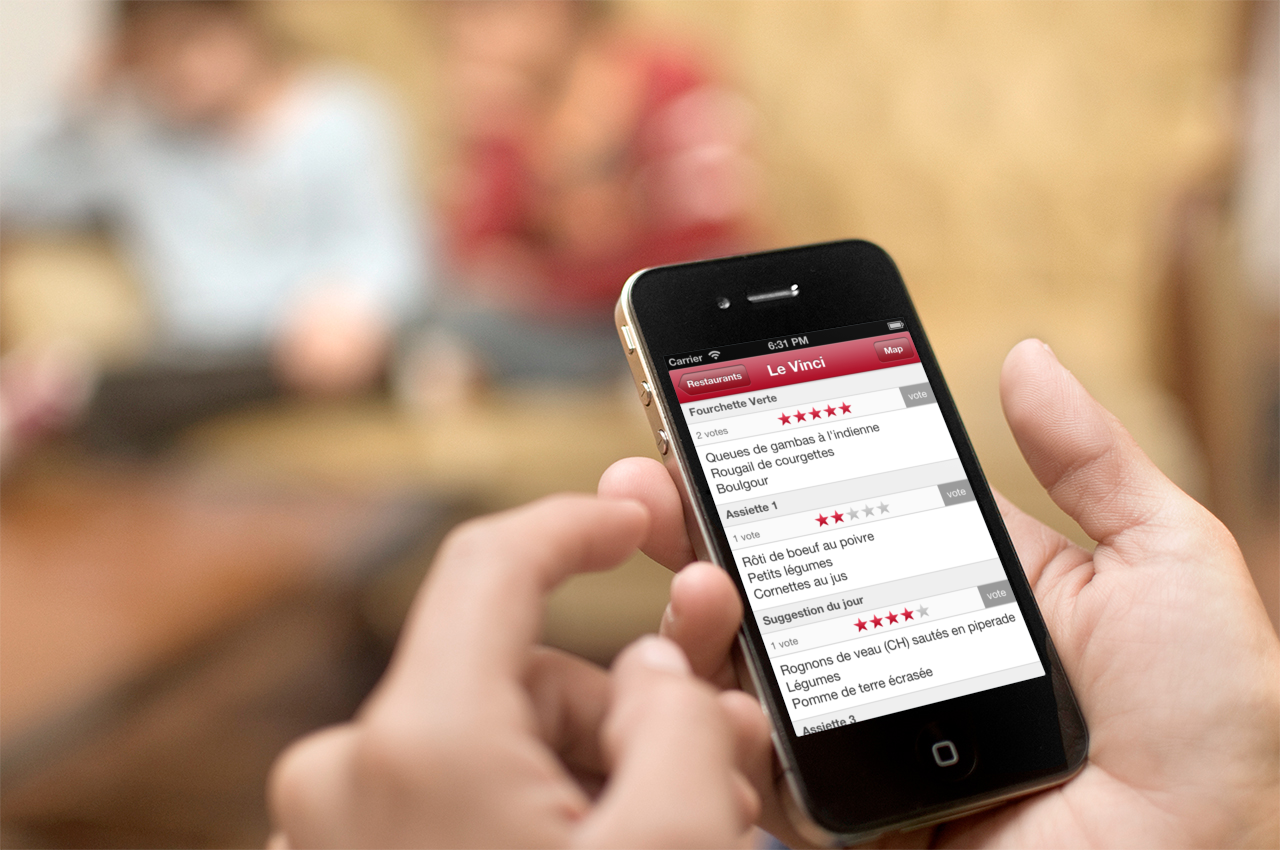 Carrier 6:31 PM
Restaurants Le Vinci Map
Fourchette Verte
2 votes vote
Queues de gambas à l'indienne
Rougail de courgettes
Boulgour
Assiette 1
1 vote vote
Rôti de boeuf au poivre
Petits légumes
Cornettes au jus
Suggestion du jour
1 vote vote
Rognons de veau (CH) sautés en piperade
Légumes
Pomme de terre écrasée
Assiette 3